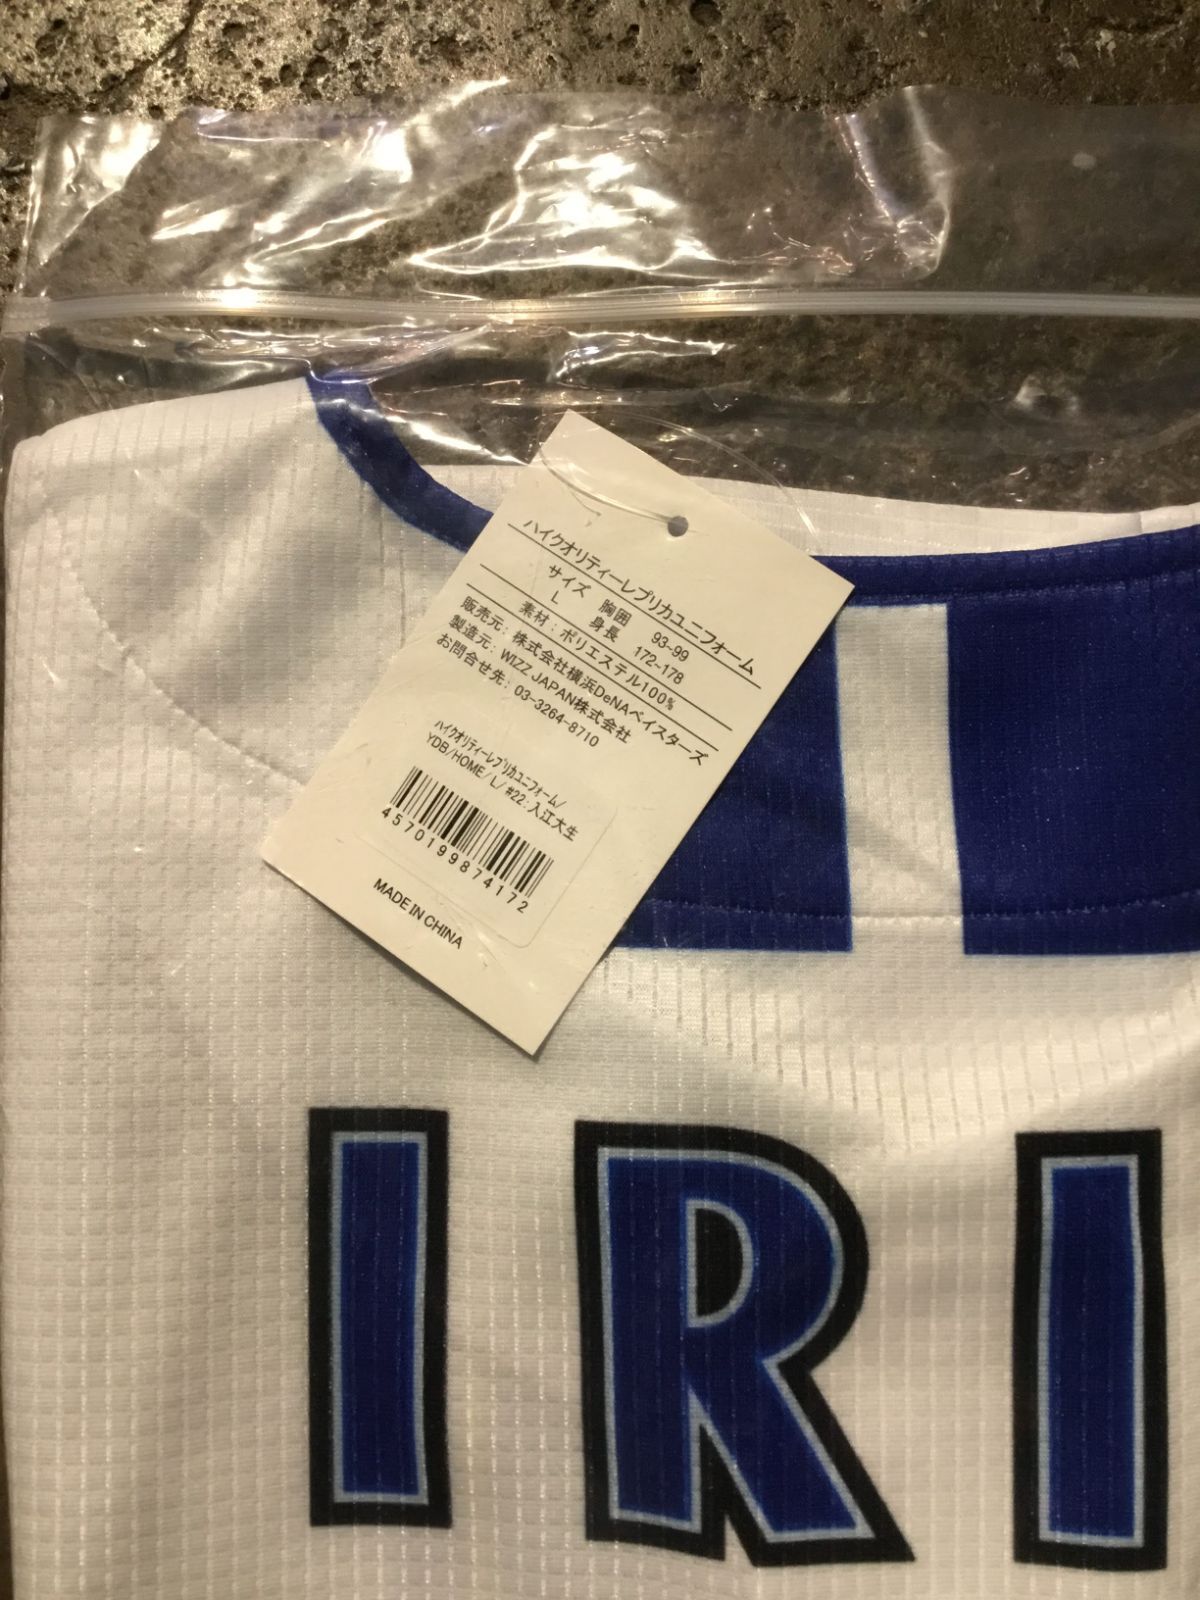 ハイクオリティーレプリカユニフォーム
サイズ 胸囲 93-99
L 身長 172-178
素材：ポリエステル100%
販売元：株式会社横浜DeNAベイスターズ
製造元：WIZZ JAPAN株式会社
お問合せ先：03-3264-8710
ﾊｲｸｵﾘﾃｨｰﾚﾌﾟﾘｶﾕﾆﾌｫｰﾑ/
YDB/HOME/L/#22:入江大生
4570199874172
MADE IN CHINA
IRI